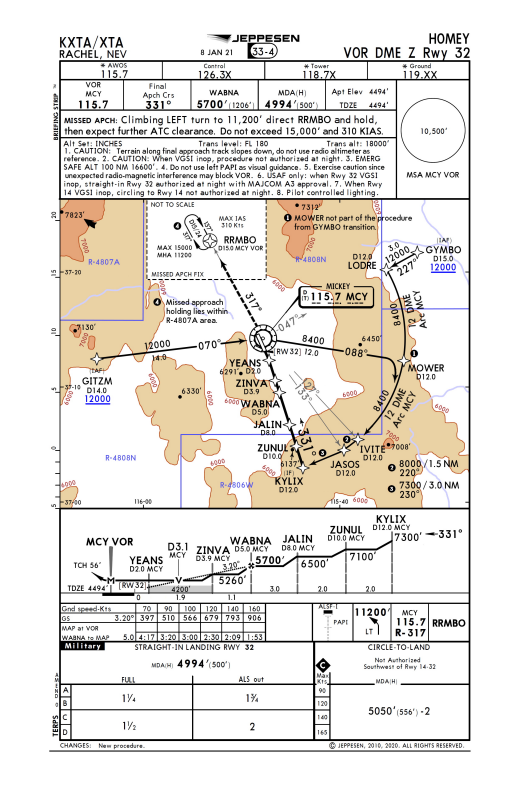 KXTA/XTA
RACHEL, NEV
JEPPESEN
8 JAN 21
33-4
HOMEY
VOR DME Z Rwy 32
* AWOS
115.7
Control
126.3X
* Tower
118.7X
* Ground
119.XX
BRIEFING STRIP
VOR
MCY
115.7
Final
Apch Crs
331°
WABNA
5700' (1206')
MDA(H)
4994' (500')
Apt Elev 4494'
TDZE 4494'
MISSED APCH: Climbing LEFT turn to 11,200' direct RRMBO and hold,
then expect further ATC clearance. Do not exceed 15,000' and 310 KIAS.
Alt Set: INCHES Trans level: FL 180 Trans alt: 18000'
1. CAUTION: Terrain along final approach track slopes down, do not use radio altimeter as
reference. 2. CAUTION: When VGSI inop, procedure not authorized at night. 3. EMERG
SAFE ALT 100 NM 16600'. 4. Do not use left PAPI as visual guidance. 5. Exercise caution since
unexpected radio-magnetic interference may block VOR. 6. USAF only: when Rwy 32 VGSI
inop, straight-in Rwy 32 authorized at night with MAJCOM A3 approval. 7. When Rwy
14 VGSI inop, circling to Rwy 14 not authorized at night. 8. Pilot controlled lighting.
10,500'
MSA MCY VOR
NOT TO SCALE
MAX IAS
310 Kts
RRMBO
D15.0 MCY VOR
D15/24
137°
317°
MAX 15000
MHA 11200
MISSED APCH FIX
7823'
7000
R-4807A
37-20
7312'
1 MOWER not part of the procedure
from GYMBO transition.
R-4808N
D12.0
LODRE
3.0
12000
227°
(IAF)
GYMBO
D15.0
12000
4 Missed approach
holding lies within
R-4807A area.
317°
MICKEY
D
(T)
115.7 MCY
047°
8400
12 DME
Arc MCY
7130'
7000
6000
12000
14.0
070°
8400
12.0
088°
6450'
(IAF)
GITZM
D14.0
12000
[RW32]
YEANS
D2.0
6291'
ZINVA
D3.9
WABNA
D5.0
JALIN
D8.0
ZUNUL
D10.0
6137'
(IF)
KYLIX
D12.0
331°
MOWER
D12.0
8400
12 DME
Arc MCY
6330'
37-10
R-4808N
R-4806W
6000
IVITE
D12.0
7008'
JASOS
D12.0
2 8000 / 1.5 NM
220°
3 7300 / 3.0 NM
230°
37-00
116-00
115-40
MCY VOR
YEANS
D2.0 MCY
D3.1
MCY
ZINVA
D3.9 MCY
WABNA
D5.0 MCY
JALIN
D8.0 MCY
ZUNUL
D10.0 MCY
KYLIX
D12.0 MCY
7300'
331°
TCH 56'
3.20°
5700'
6500'
7100'
M
V
5260'
[RW32]
4200'
TDZE 4494'
0
1.9
1.1
3.0
2.0
2.0
Gnd speed-Kts 70 90 100 120 140 160
GS 3.20° 397 510 566 679 793 906
MAP at VOR
WABNA to MAP 5.0 4:17 3:20 3:00 2:30 2:09 1:53
ALSF-I
PAPI
11200'
LT
MCY
115.7
R-317
RRMBO
Military
STRAIGHT-IN LANDING RWY 32
MDA(H) 4994' (500')
FULL
ALS out
CIRCLE-TO-LAND
Not Authorized
Southwest of Rwy 14-32
C
Max
Kts
MDA(H)
A
B
C
D
1¼
1¾
1½
2
90
120
140
165
5050' (556') -2
AMEND 0
TERPS
CHANGES: New procedure.
© JEPPESEN, 2010, 2020. ALL RIGHTS RESERVED.